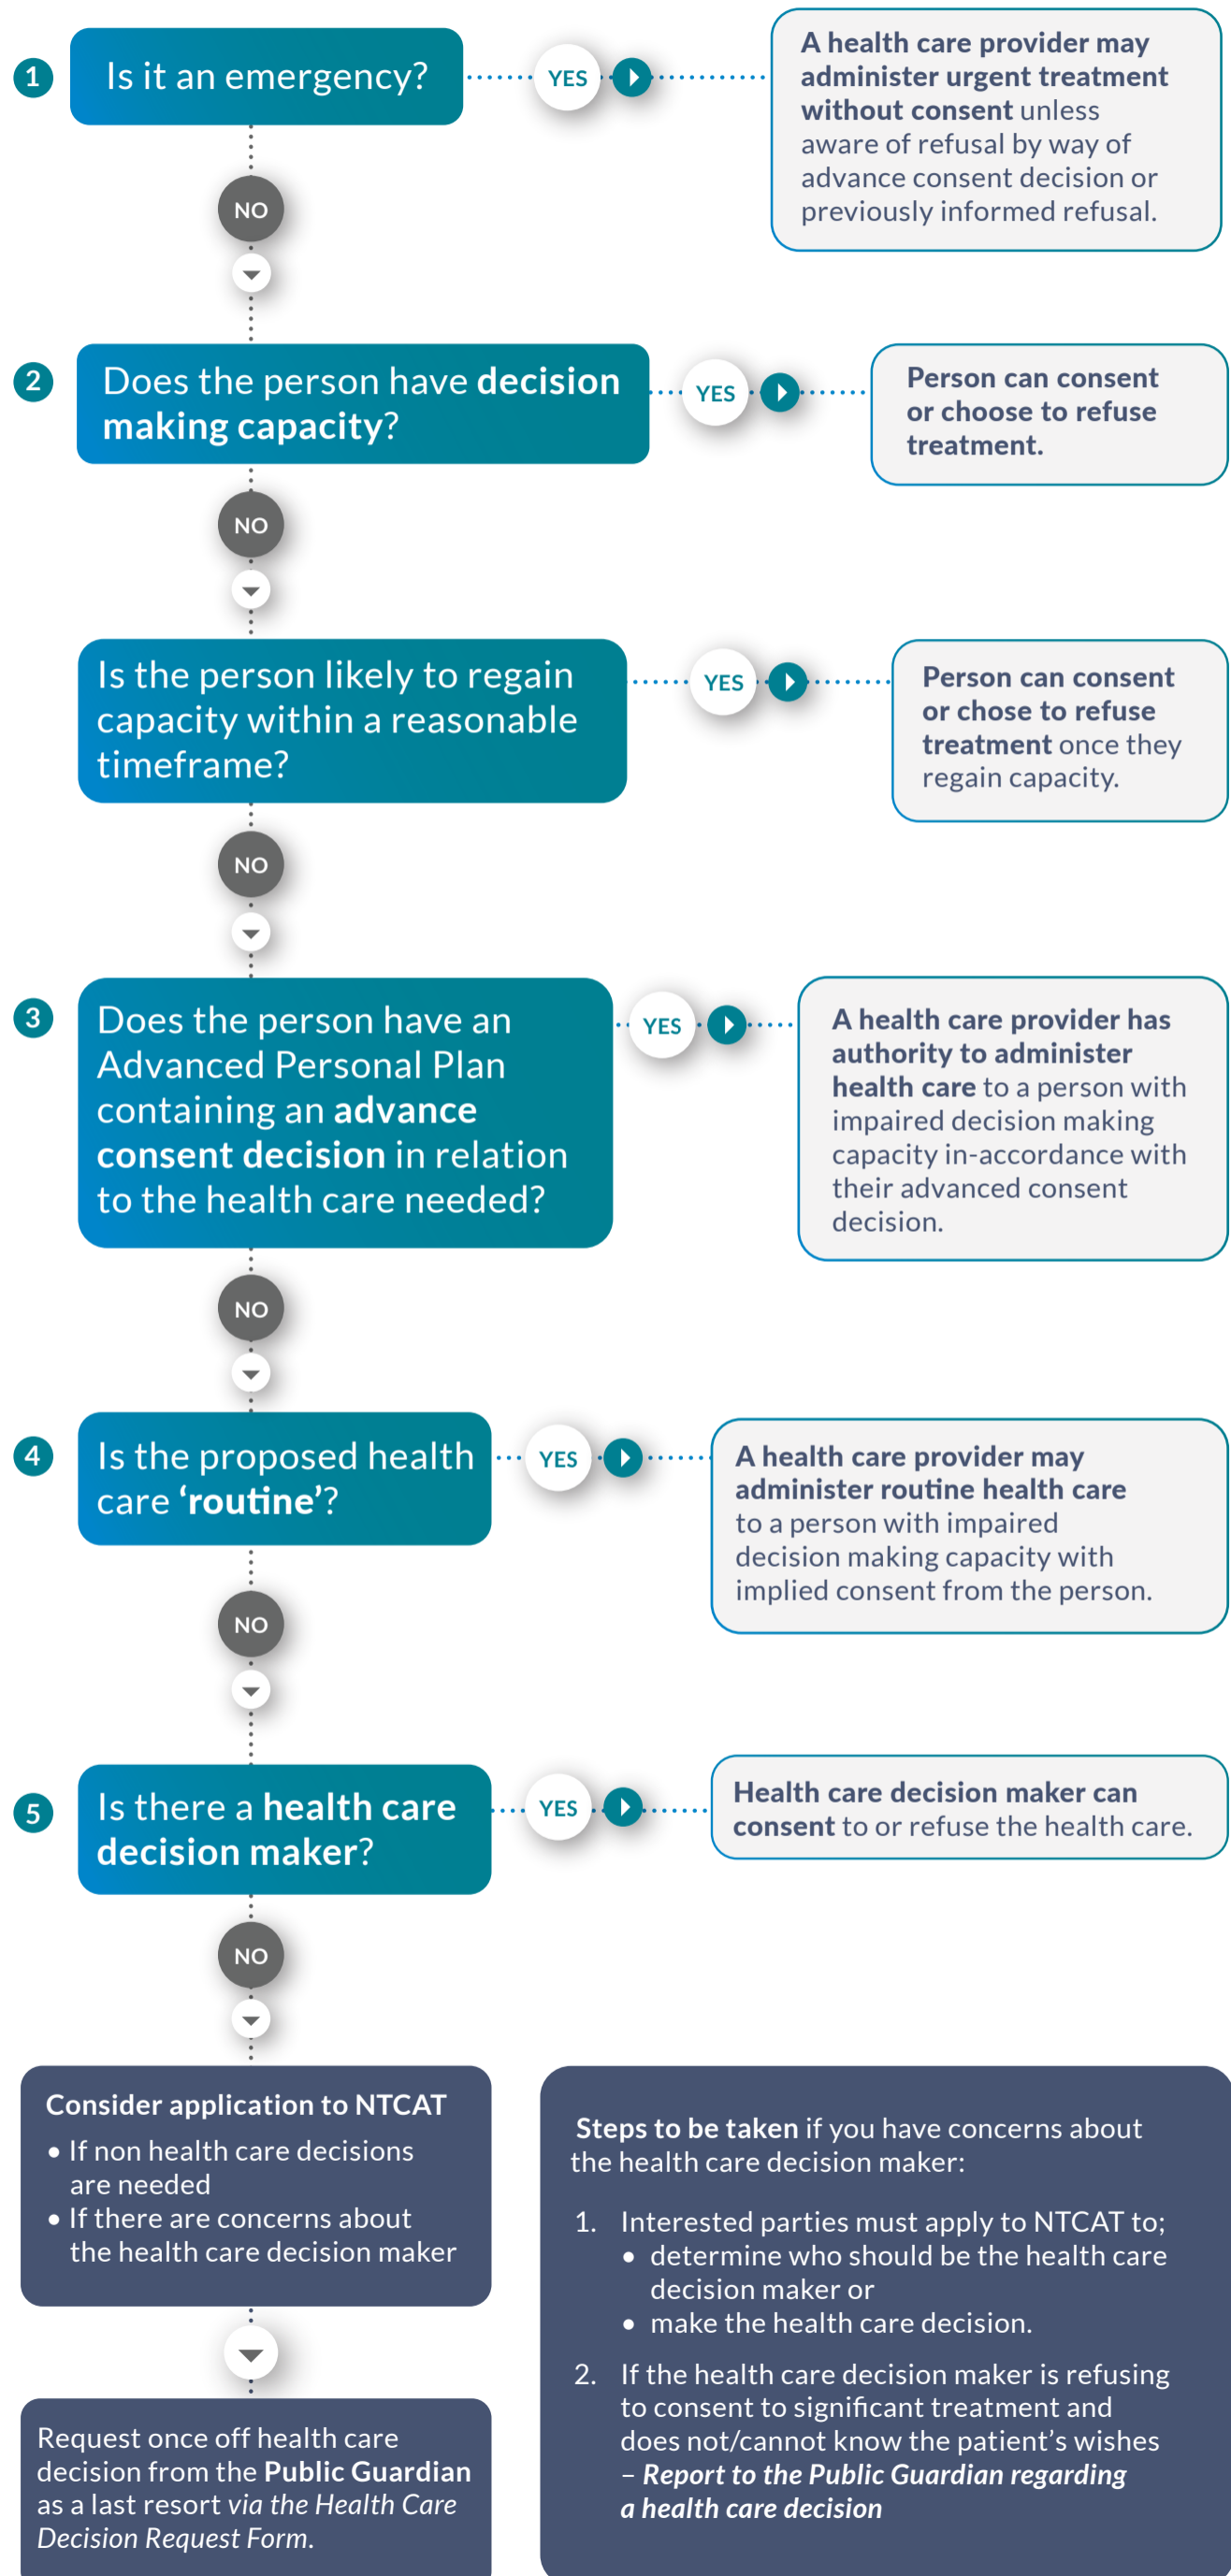 1
Is it an emergency?
YES
A health care provider may
administer urgent treatment
without consent unless
aware of refusal by way of
advance consent decision or
previously informed refusal.
NO
2
Does the person have decision
making capacity?
YES
Person can consent
or choose to refuse
treatment.
NO
Is the person likely to regain
capacity within a reasonable
timeframe?
YES
Person can consent
or chose to refuse
treatment once they
regain capacity.
NO
3
Does the person have an
Advanced Personal Plan
containing an advance
consent decision in relation
to the health care needed?
YES
A health care provider has
authority to administer
health care to a person with
impaired decision making
capacity in-accordance with
their advanced consent
decision.
NO
4
Is the proposed health
care ‘routine’?
YES
A health care provider may
administer routine health care
to a person with impaired
decision making capacity with
implied consent from the person.
NO
5
Is there a health care
decision maker?
YES
Health care decision maker can
consent to or refuse the health care.
NO
Consider application to NTCAT
• If non health care decisions
are needed
• If there are concerns about
the health care decision maker
Request once off health care
decision from the Public Guardian
as a last resort via the Health Care
Decision Request Form.
Steps to be taken if you have concerns about
the health care decision maker:
1. Interested parties must apply to NTCAT to;
• determine who should be the health care
decision maker or
• make the health care decision.
2. If the health care decision maker is refusing
to consent to significant treatment and
does not/cannot know the patient’s wishes
– Report to the Public Guardian regarding
a health care decision